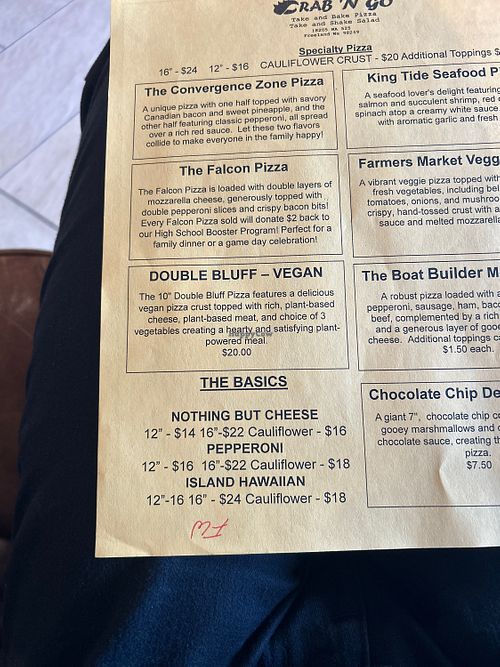 CRAB 'N GO
Take and Bake Pizza
Take and Shake Salad
18205 WA 525
Freeland Wa 98249
Specialty Pizza
16" - $24 12" - $16 CAULIFLOWER CRUST - $20 Additional Toppings $
The Convergence Zone Pizza
A unique pizza with one half topped with savory
Canadian bacon and sweet pineapple, and the
other half featuring classic pepperoni, all spread
over a rich red sauce. Let these two flavors
collide to make everyone in the family happy!
The Falcon Pizza
The Falcon Pizza is loaded with double layers of
mozzarella cheese, generously topped with
double pepperoni slices and crispy bacon bits!
Every Falcon Pizza sold will donate $2 back to
our High School Booster Program! Perfect for a
family dinner or a game day celebration!
DOUBLE BLUFF – VEGAN
The 10" Double Bluff Pizza features a delicious
vegan pizza crust topped with rich, plant-based
cheese, plant-based meat, and choice of 3
vegetables creating a hearty and satisfying plant-
powered meal.
$20.00
THE BASICS
NOTHING BUT CHEESE
12" - $14 16"-$22 Cauliflower - $16
PEPPERONI
12" - $16 16"-$22 Cauliflower - $18
ISLAND HAWAIIAN
12"-16 16" - $24 Cauliflower - $18
King Tide Seafood P
A seafood lover's delight featuring
salmon and succulent shrimp, red
spinach atop a creamy white sauce.
with aromatic garlic and fresh
Farmers Market Vegg
A vibrant veggie pizza topped with
fresh vegetables, including bel
tomatoes, onions, and mushroo
crispy, hand-tossed crust with a
sauce and melted mozzarella
The Boat Builder M
A robust pizza loaded with a
pepperoni, sausage, ham, baco
beef, complemented by a rich
and a generous layer of gooe
cheese. Additional toppings ca
$1.50 each.
Chocolate Chip De
A giant 7", chocolate chip co
gooey marshmallows and c
chocolate sauce, creating th
pizza.
$7.50
HappyCow